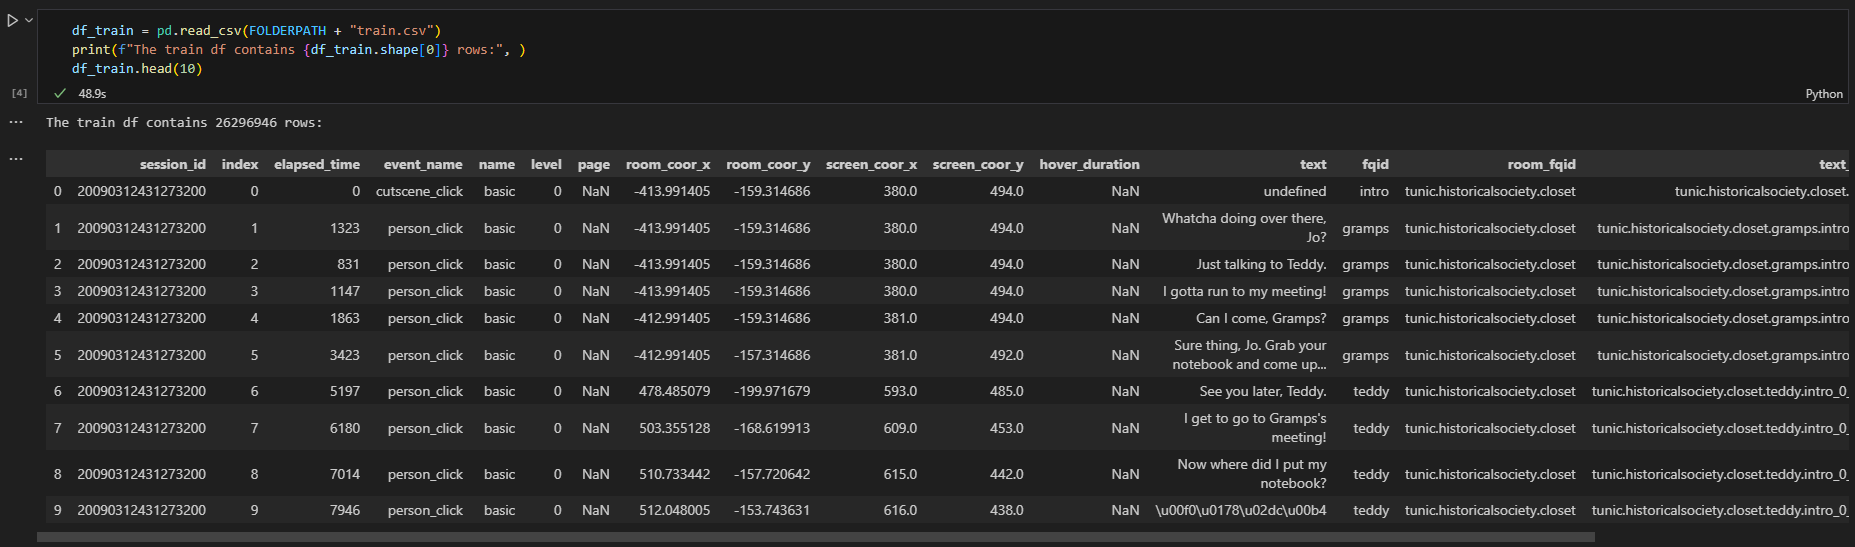 df_train = pd.read_csv(FOLDERPATH + "train.csv")
print(f"The train df contains {df_train.shape[0]} rows:", )
df_train.head(10)
[4] 48.9s Python
... The train df contains 26296946 rows:
...
session_id index elapsed_time event_name name level page room_coor_x room_coor_y screen_coor_x screen_coor_y hover_duration text fqid room_fqid text_
0 20090312431273200 0 0 cutscene_click basic 0 NaN -413.991405 -159.314686 380.0 494.0 NaN undefined intro tunic.historicalsociety.closet tunic.historicalsociety.closet.
1 20090312431273200 1 1323 person_click basic 0 NaN -413.991405 -159.314686 380.0 494.0 NaN Whatcha doing over there, Jo? gramps tunic.historicalsociety.closet tunic.historicalsociety.closet.gramps.intro
2 20090312431273200 2 831 person_click basic 0 NaN -413.991405 -159.314686 380.0 494.0 NaN Just talking to Teddy. gramps tunic.historicalsociety.closet tunic.historicalsociety.closet.gramps.intro
3 20090312431273200 3 1147 person_click basic 0 NaN -413.991405 -159.314686 380.0 494.0 NaN I gotta run to my meeting! gramps tunic.historicalsociety.closet tunic.historicalsociety.closet.gramps.intro
4 20090312431273200 4 1863 person_click basic 0 NaN -412.991405 -159.314686 381.0 494.0 NaN Can I come, Gramps? gramps tunic.historicalsociety.closet tunic.historicalsociety.closet.gramps.intro
5 20090312431273200 5 3423 person_click basic 0 NaN -412.991405 -157.314686 381.0 492.0 NaN Sure thing, Jo. Grab your notebook and come up... gramps tunic.historicalsociety.closet tunic.historicalsociety.closet.gramps.intro
6 20090312431273200 6 5197 person_click basic 0 NaN 478.485079 -199.971679 593.0 485.0 NaN See you later, Teddy. teddy tunic.historicalsociety.closet tunic.historicalsociety.closet.teddy.intro_0_
7 20090312431273200 7 6180 person_click basic 0 NaN 503.355128 -168.619913 609.0 453.0 NaN I get to go to Gramps's meeting! teddy tunic.historicalsociety.closet tunic.historicalsociety.closet.teddy.intro_0_
8 20090312431273200 8 7014 person_click basic 0 NaN 510.733442 -157.720642 615.0 442.0 NaN Now where did I put my notebook? teddy tunic.historicalsociety.closet tunic.historicalsociety.closet.teddy.intro_0_
9 20090312431273200 9 7946 person_click basic 0 NaN 512.048005 -153.743631 616.0 438.0 NaN \u00f0\u0178\u02dc\u00b4 teddy tunic.historicalsociety.closet tunic.historicalsociety.closet.teddy.intro_0_